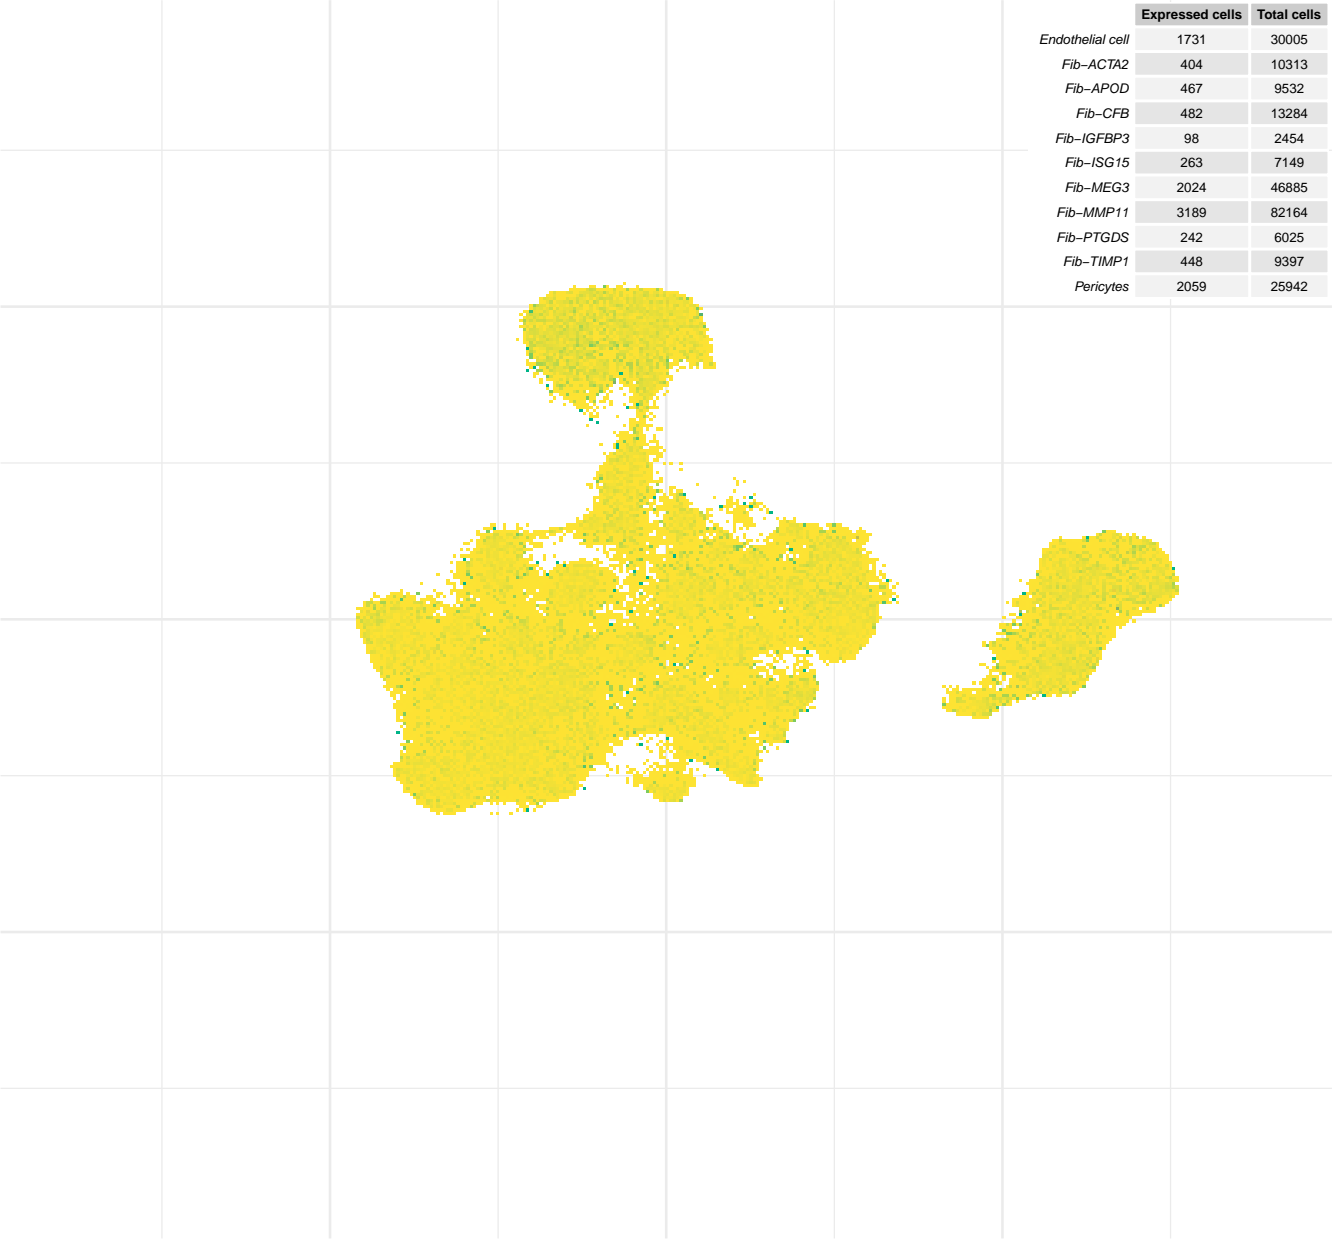 Expressed cells Total cells
Endothelial cell 1731 30005
Fib−ACTA2 404 10313
Fib−APOD 467 9532
Fib−CFB 482 13284
Fib−IGFBP3 98 2454
Fib−ISG15 263 7149
Fib−MEG3 2024 46885
Fib−MMP11 3189 82164
Fib−PTGDS 242 6025
Fib−TIMP1 448 9397
Pericytes 2059 25942